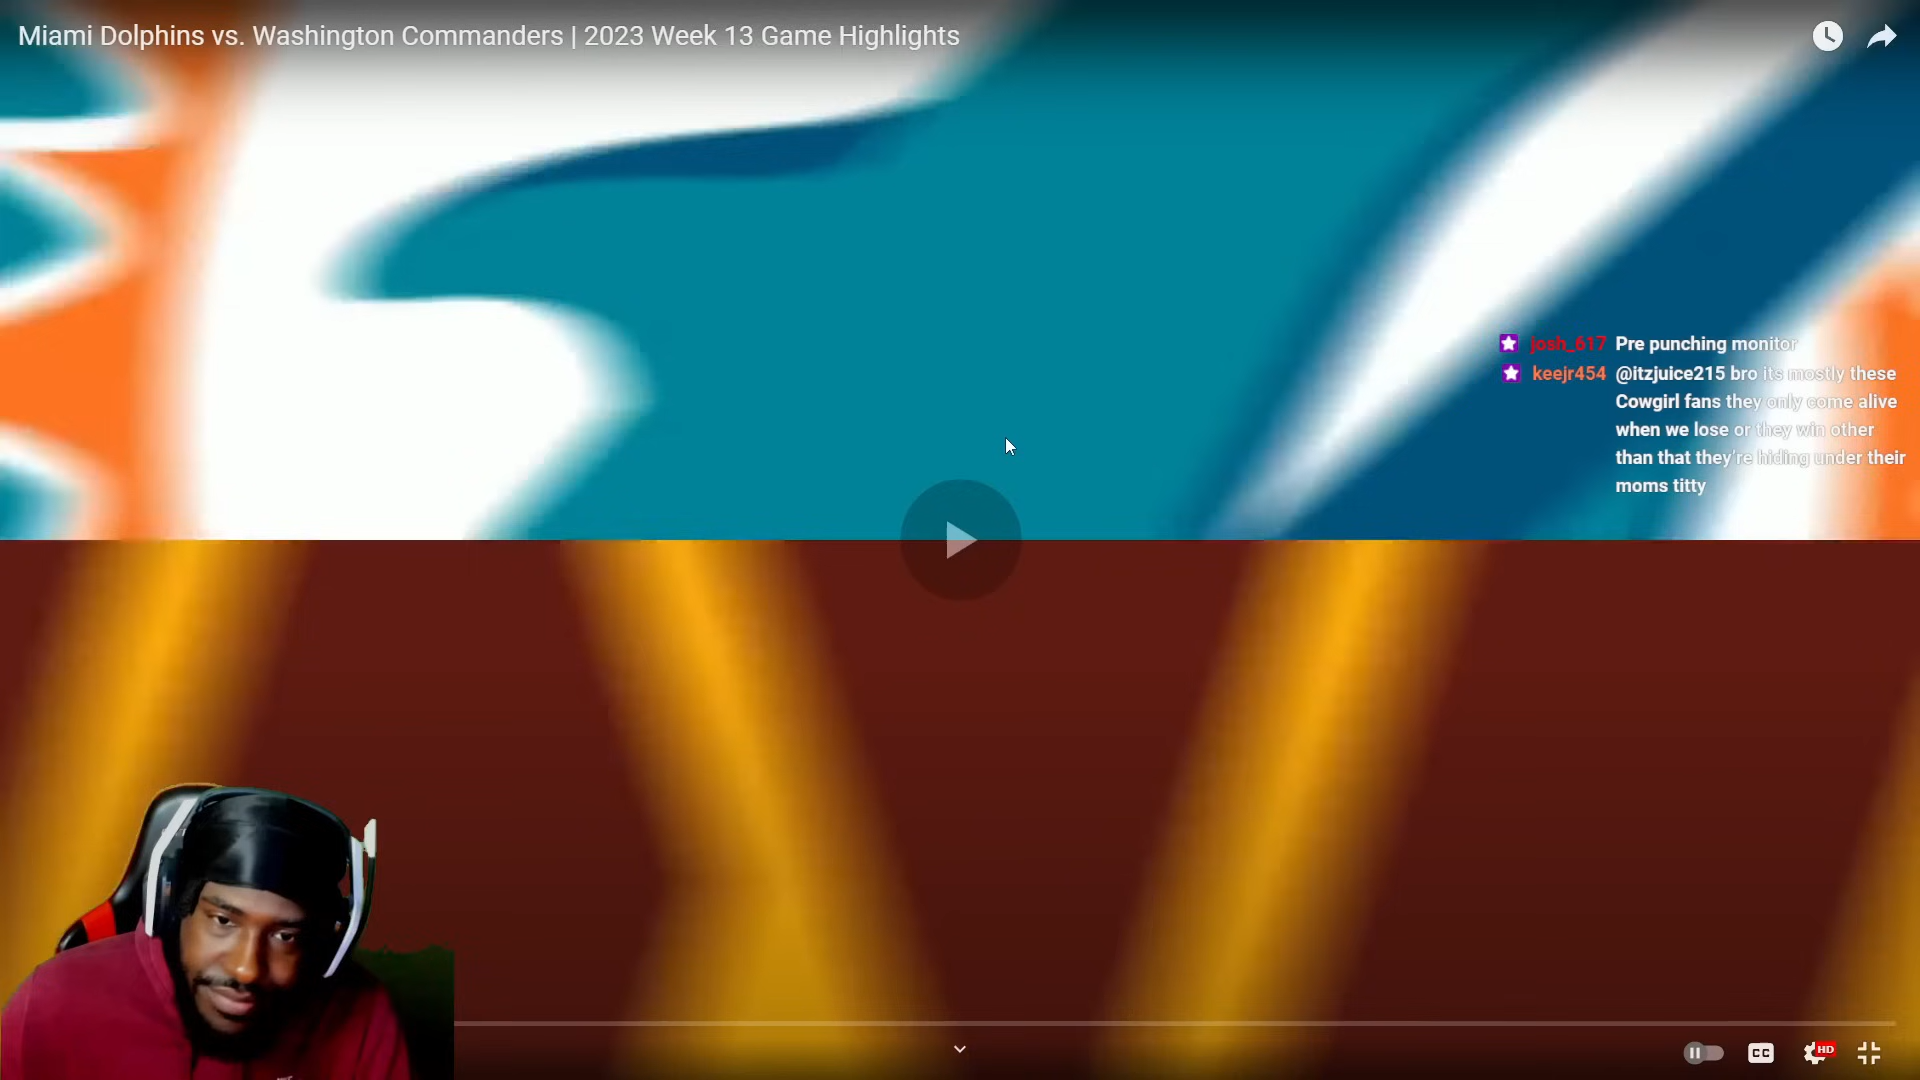 Miami Dolphins vs. Washington Commanders | 2023 Week 13 Game Highlights
josh_617 Pre punching monitor
keejr454 @itzjuice215 bro its mostly these
Cowgirl fans they only come alive
when we lose or they win other
than that they're hiding under their
moms titty
CC
HD